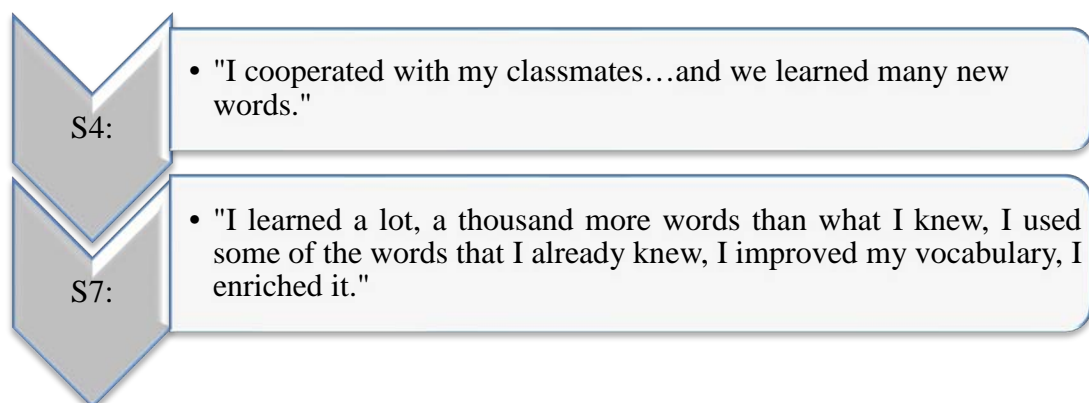 S4:
• "I cooperated with my classmates…and we learned many new
words."
S7:
• "I learned a lot, a thousand more words than what I knew, I used
some of the words that I already knew, I improved my vocabulary, I
enriched it."